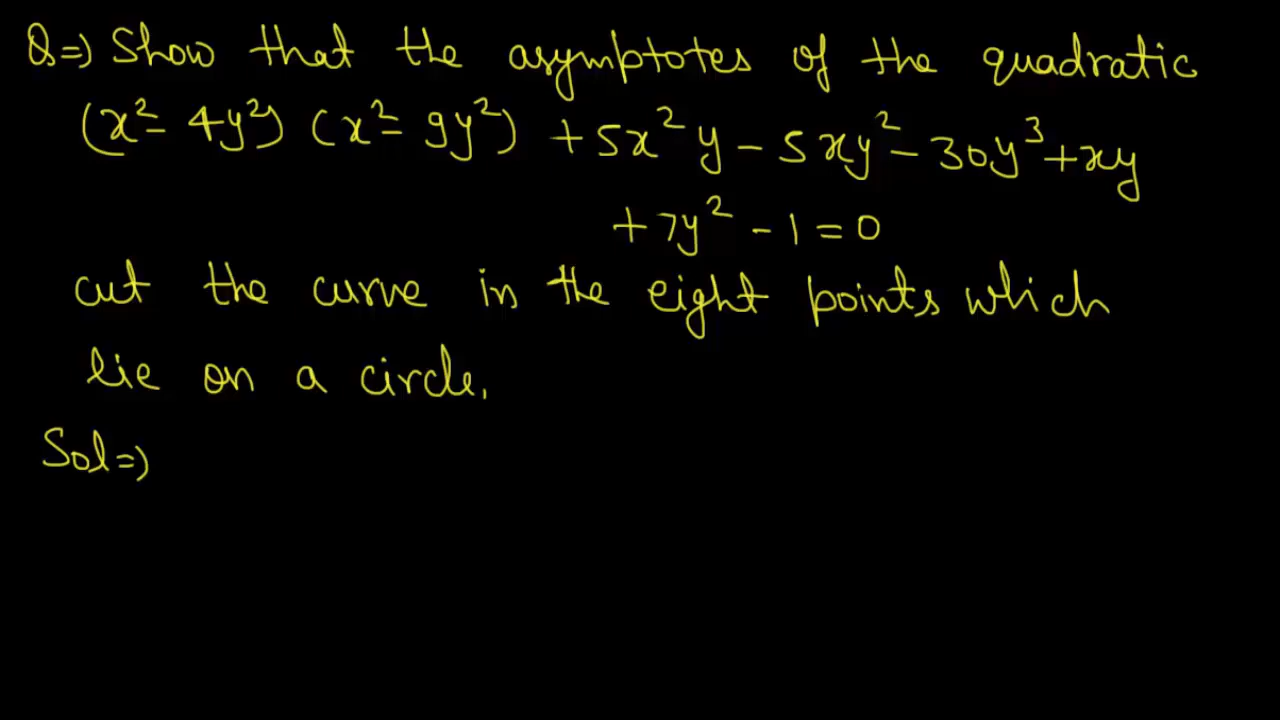 Q⇒ Show that the asymptotes of the quadratic
(x² - 4y²) (x² - 9y²) + 5x²y - 5xy² - 30y³ + xy
+ 7y² - 1 = 0
cut the curve in the eight points which
lie on a circle.
Sol⇒